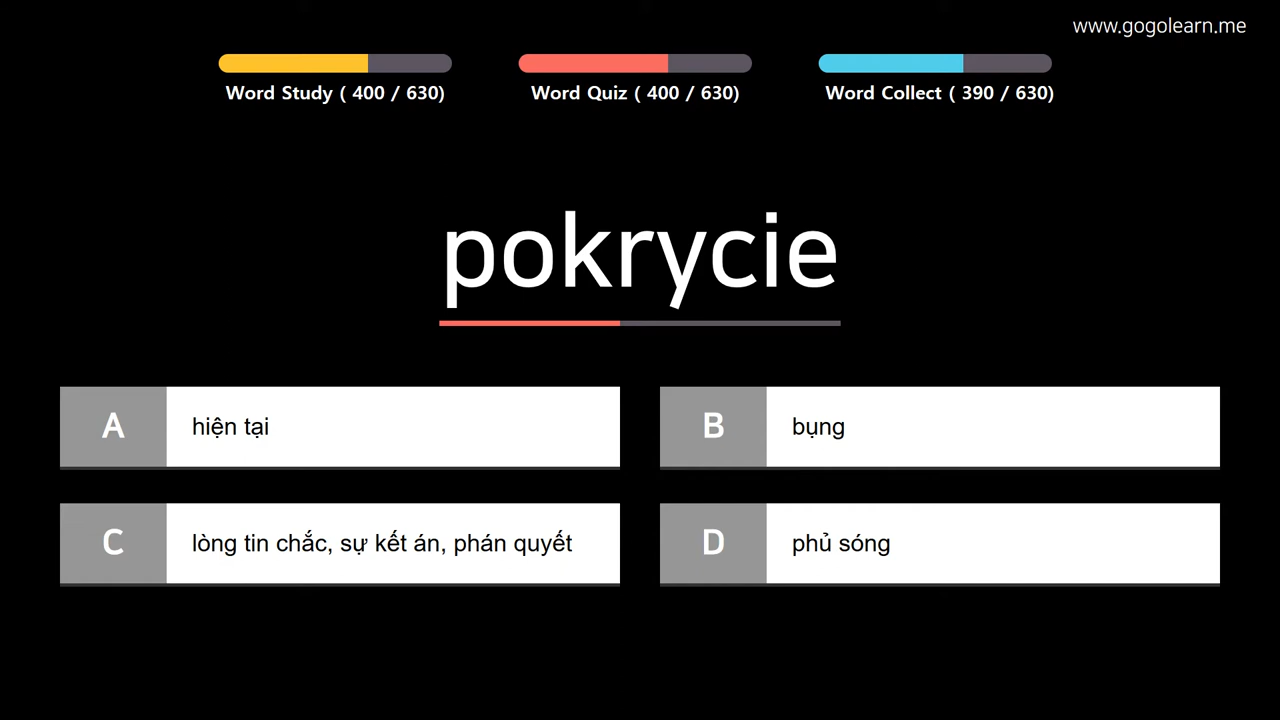 www.gogolearn.me
Word Study ( 400 / 630)
Word Quiz ( 400 / 630)
Word Collect ( 390 / 630)
pokrycie
A
hiện tại
B
bụng
C
lòng tin chắc, sự kết án, phán quyết
D
phủ sóng